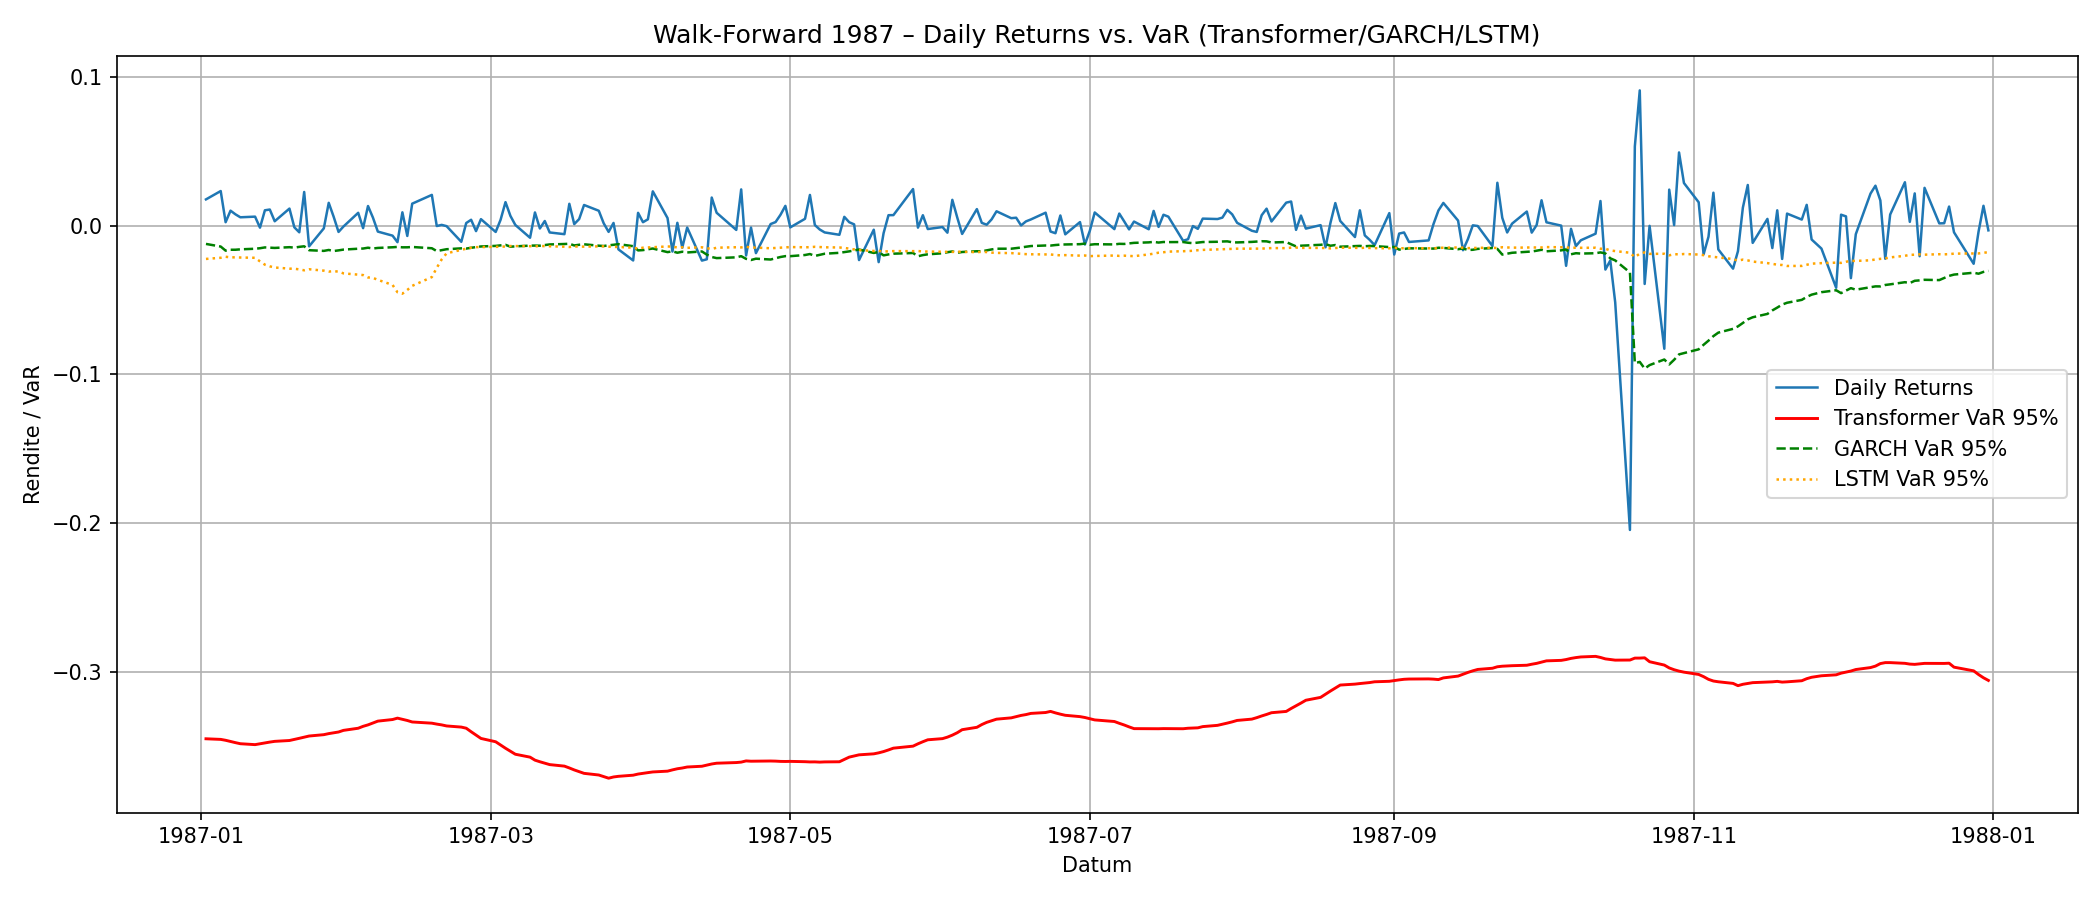 Walk-Forward 1987 – Daily Returns vs. VaR (Transformer/GARCH/LSTM)
Rendite / VaR
0.1
0.0
−0.1
−0.2
−0.3
Daily Returns
Transformer VaR 95%
GARCH VaR 95%
LSTM VaR 95%
1987-01 1987-03 1987-05 1987-07 1987-09 1987-11 1988-01
Datum